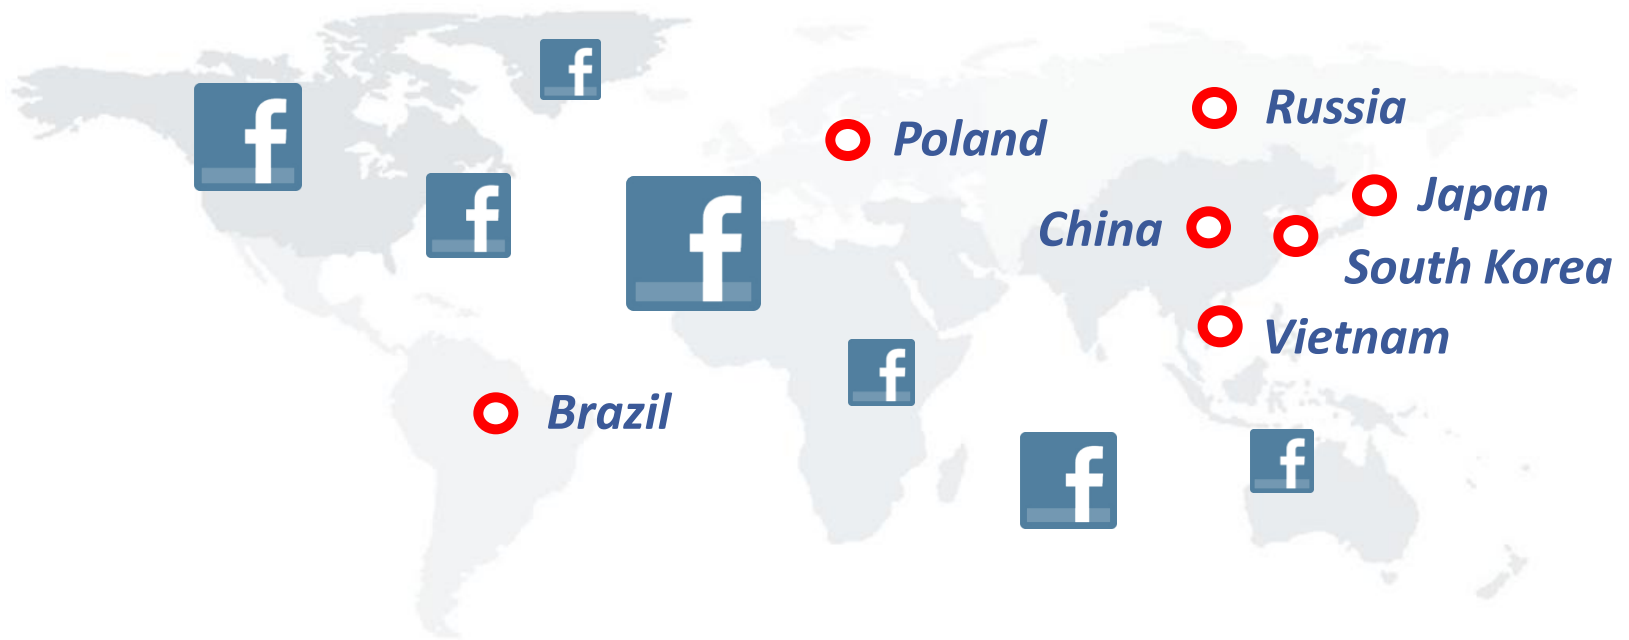 f
f
Russia
Poland
f
Japan
f
China
South Korea
Vietnam
f
Brazil
f
f
f